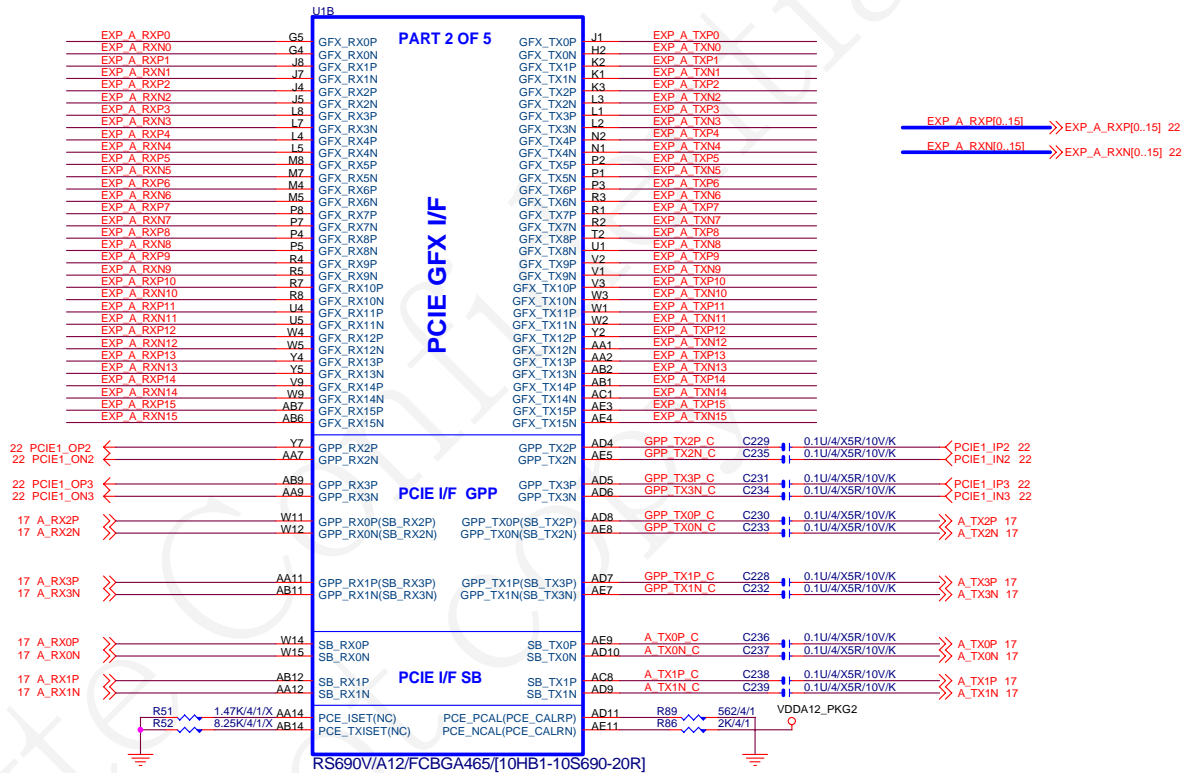 U1B
PART 2 OF 5
PCIE GFX I/F
EXP_A_RXP0 G5 GFX_RX0P GFX_TX0P J1 EXP_A_TXP0
EXP_A_RXN0 G4 GFX_RX0N GFX_TX0N H2 EXP_A_TXN0
EXP_A_RXP1 J8 GFX_RX1P GFX_TX1P K2 EXP_A_TXP1
EXP_A_RXN1 J7 GFX_RX1N GFX_TX1N K1 EXP_A_TXN1
EXP_A_RXP2 J4 GFX_RX2P GFX_TX2P K3 EXP_A_TXP2
EXP_A_RXN2 J5 GFX_RX2N GFX_TX2N L3 EXP_A_TXN2
EXP_A_RXP3 L8 GFX_RX3P GFX_TX3P L1 EXP_A_TXP3
EXP_A_RXN3 L7 GFX_RX3N GFX_TX3N L2 EXP_A_TXN3
EXP_A_RXP4 L4 GFX_RX4P GFX_TX4P N2 EXP_A_TXP4
EXP_A_RXN4 L5 GFX_RX4N GFX_TX4N N1 EXP_A_TXN4
EXP_A_RXP5 M8 GFX_RX5P GFX_TX5P P2 EXP_A_TXP5
EXP_A_RXN5 M7 GFX_RX5N GFX_TX5N P1 EXP_A_TXN5
EXP_A_RXP6 M4 GFX_RX6P GFX_TX6P P3 EXP_A_TXP6
EXP_A_RXN6 M5 GFX_RX6N GFX_TX6N R3 EXP_A_TXN6
EXP_A_RXP7 P8 GFX_RX7P GFX_TX7P R1 EXP_A_TXP7
EXP_A_RXN7 P7 GFX_RX7N GFX_TX7N R2 EXP_A_TXN7
EXP_A_RXP8 P4 GFX_RX8P GFX_TX8P T2 EXP_A_TXP8
EXP_A_RXN8 P5 GFX_RX8N GFX_TX8N U1 EXP_A_TXN8
EXP_A_RXP9 R4 GFX_RX9P GFX_TX9P V2 EXP_A_TXP9
EXP_A_RXN9 R5 GFX_RX9N GFX_TX9N V1 EXP_A_TXN9
EXP_A_RXP10 R7 GFX_RX10P GFX_TX10P V3 EXP_A_TXP10
EXP_A_RXN10 R8 GFX_RX10N GFX_TX10N W3 EXP_A_TXN10
EXP_A_RXP11 U4 GFX_RX11P GFX_TX11P W1 EXP_A_TXP11
EXP_A_RXN11 U5 GFX_RX11N GFX_TX11N W2 EXP_A_TXN11
EXP_A_RXP12 W4 GFX_RX12P GFX_TX12P Y2 EXP_A_TXP12
EXP_A_RXN12 W5 GFX_RX12N GFX_TX12N AA1 EXP_A_TXN12
EXP_A_RXP13 Y4 GFX_RX13P GFX_TX13P AA2 EXP_A_TXP13
EXP_A_RXN13 Y5 GFX_RX13N GFX_TX13N AB2 EXP_A_TXN13
EXP_A_RXP14 V9 GFX_RX14P GFX_TX14P AB1 EXP_A_TXP14
EXP_A_RXN14 W9 GFX_RX14N GFX_TX14N AC1 EXP_A_TXN14
EXP_A_RXP15 AB7 GFX_RX15P GFX_TX15P AE3 EXP_A_TXP15
EXP_A_RXN15 AB6 GFX_RX15N GFX_TX15N AE4 EXP_A_TXN15
EXP_A_RXP[0..15] EXP_A_RXP[0..15] 22
EXP_A_RXN[0..15] EXP_A_RXN[0..15] 22
22 PCIE1_OP2 Y7 GPP_RX2P GPP_TX2P AD4 GPP_TX2P_C C229 0.1U/4/X5R/10V/K PCIE1_IP2 22
22 PCIE1_ON2 AA7 GPP_RX2N GPP_TX2N AE5 GPP_TX2N_C C235 0.1U/4/X5R/10V/K PCIE1_IN2 22
22 PCIE1_OP3 AB9 GPP_RX3P GPP_TX3P AD5 GPP_TX3P_C C231 0.1U/4/X5R/10V/K PCIE1_IP3 22
22 PCIE1_ON3 AA9 GPP_RX3N GPP_TX3N AD6 GPP_TX3N_C C234 0.1U/4/X5R/10V/K PCIE1_IN3 22
PCIE I/F GPP
17 A_RX2P W11 GPP_RX0P(SB_RX2P) GPP_TX0P(SB_TX2P) AD8 GPP_TX0P_C C230 0.1U/4/X5R/10V/K A_TX2P 17
17 A_RX2N W12 GPP_RX0N(SB_RX2N) GPP_TX0N(SB_TX2N) AE8 GPP_TX0N_C C233 0.1U/4/X5R/10V/K A_TX2N 17
17 A_RX3P AA11 GPP_RX1P(SB_RX3P) GPP_TX1P(SB_TX3P) AD7 GPP_TX1P_C C228 0.1U/4/X5R/10V/K A_TX3P 17
17 A_RX3N AB11 GPP_RX1N(SB_RX3N) GPP_TX1N(SB_TX3N) AE7 GPP_TX1N_C C232 0.1U/4/X5R/10V/K A_TX3N 17
17 A_RX0P W14 SB_RX0P SB_TX0P AE9 A_TX0P_C C236 0.1U/4/X5R/10V/K A_TX0P 17
17 A_RX0N W15 SB_RX0N SB_TX0N AD10 A_TX0N_C C237 0.1U/4/X5R/10V/K A_TX0N 17
PCIE I/F SB
17 A_RX1P AB12 SB_RX1P SB_TX1P AC8 A_TX1P_C C238 0.1U/4/X5R/10V/K A_TX1P 17
17 A_RX1N AA12 SB_RX1N SB_TX1N AD9 A_TX1N_C C239 0.1U/4/X5R/10V/K A_TX1N 17
VDDA12_PKG2
R51 1.47K/4/1/X AA14 PCE_ISET(NC) PCE_PCAL(PCE_CALRP) AD11 R89 562/4/1
R52 8.25K/4/1/X AB14 PCE_TXISET(NC) PCE_NCAL(PCE_CALRN) AE11 R86 2K/4/1
RS690V/A12/FCBGA465/[10HB1-10S690-20R]